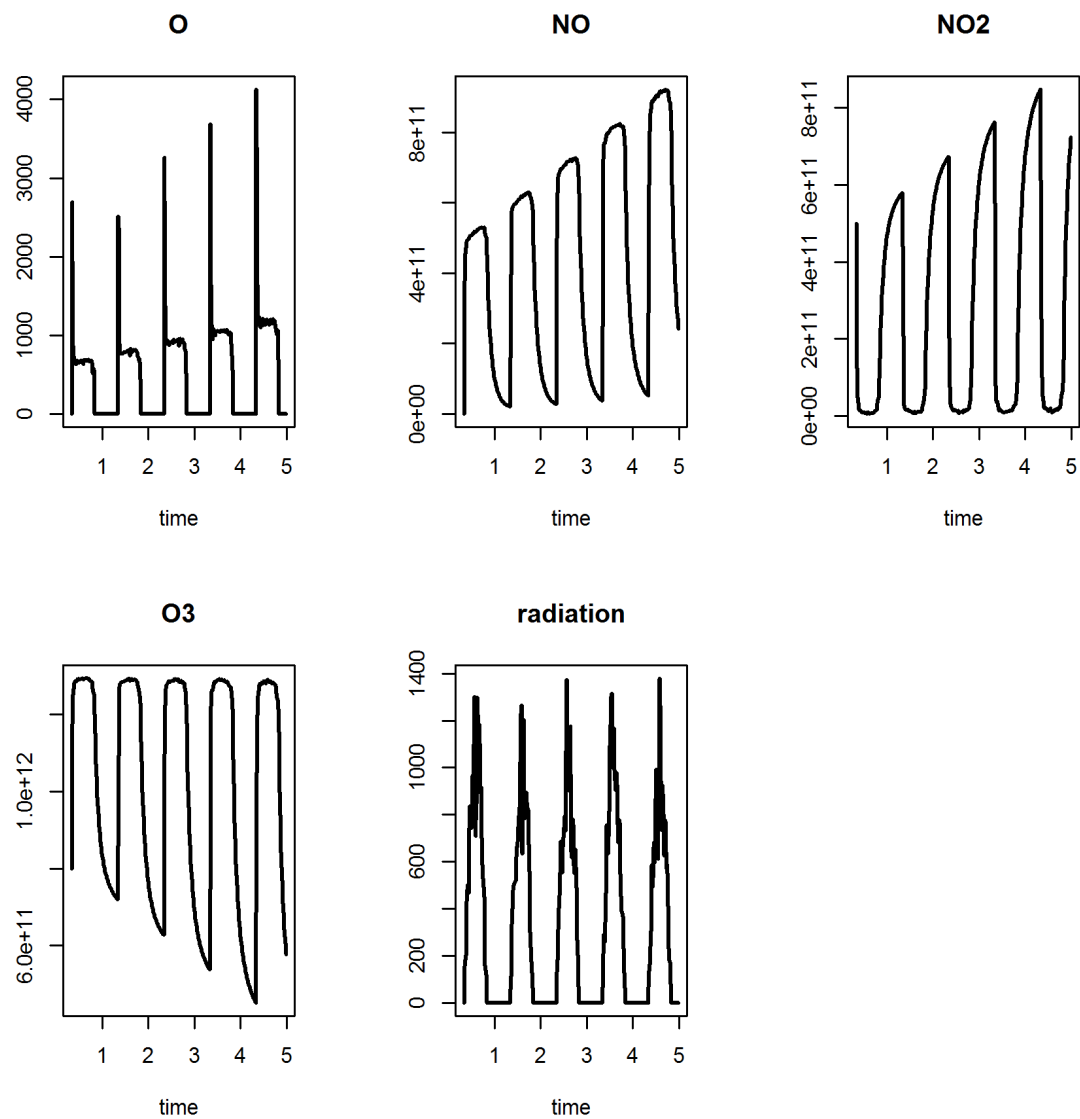 O NO NO2
4000
3000
2000
1000
0
8e+11
4e+11
0e+00
8e+11
6e+11
4e+11
2e+11
0e+00
1 2 3 4 5 1 2 3 4 5 1 2 3 4 5
time time time
O3 radiation
1.0e+12
6.0e+11
1400
1000
600
200
0
1 2 3 4 5 1 2 3 4 5
time time